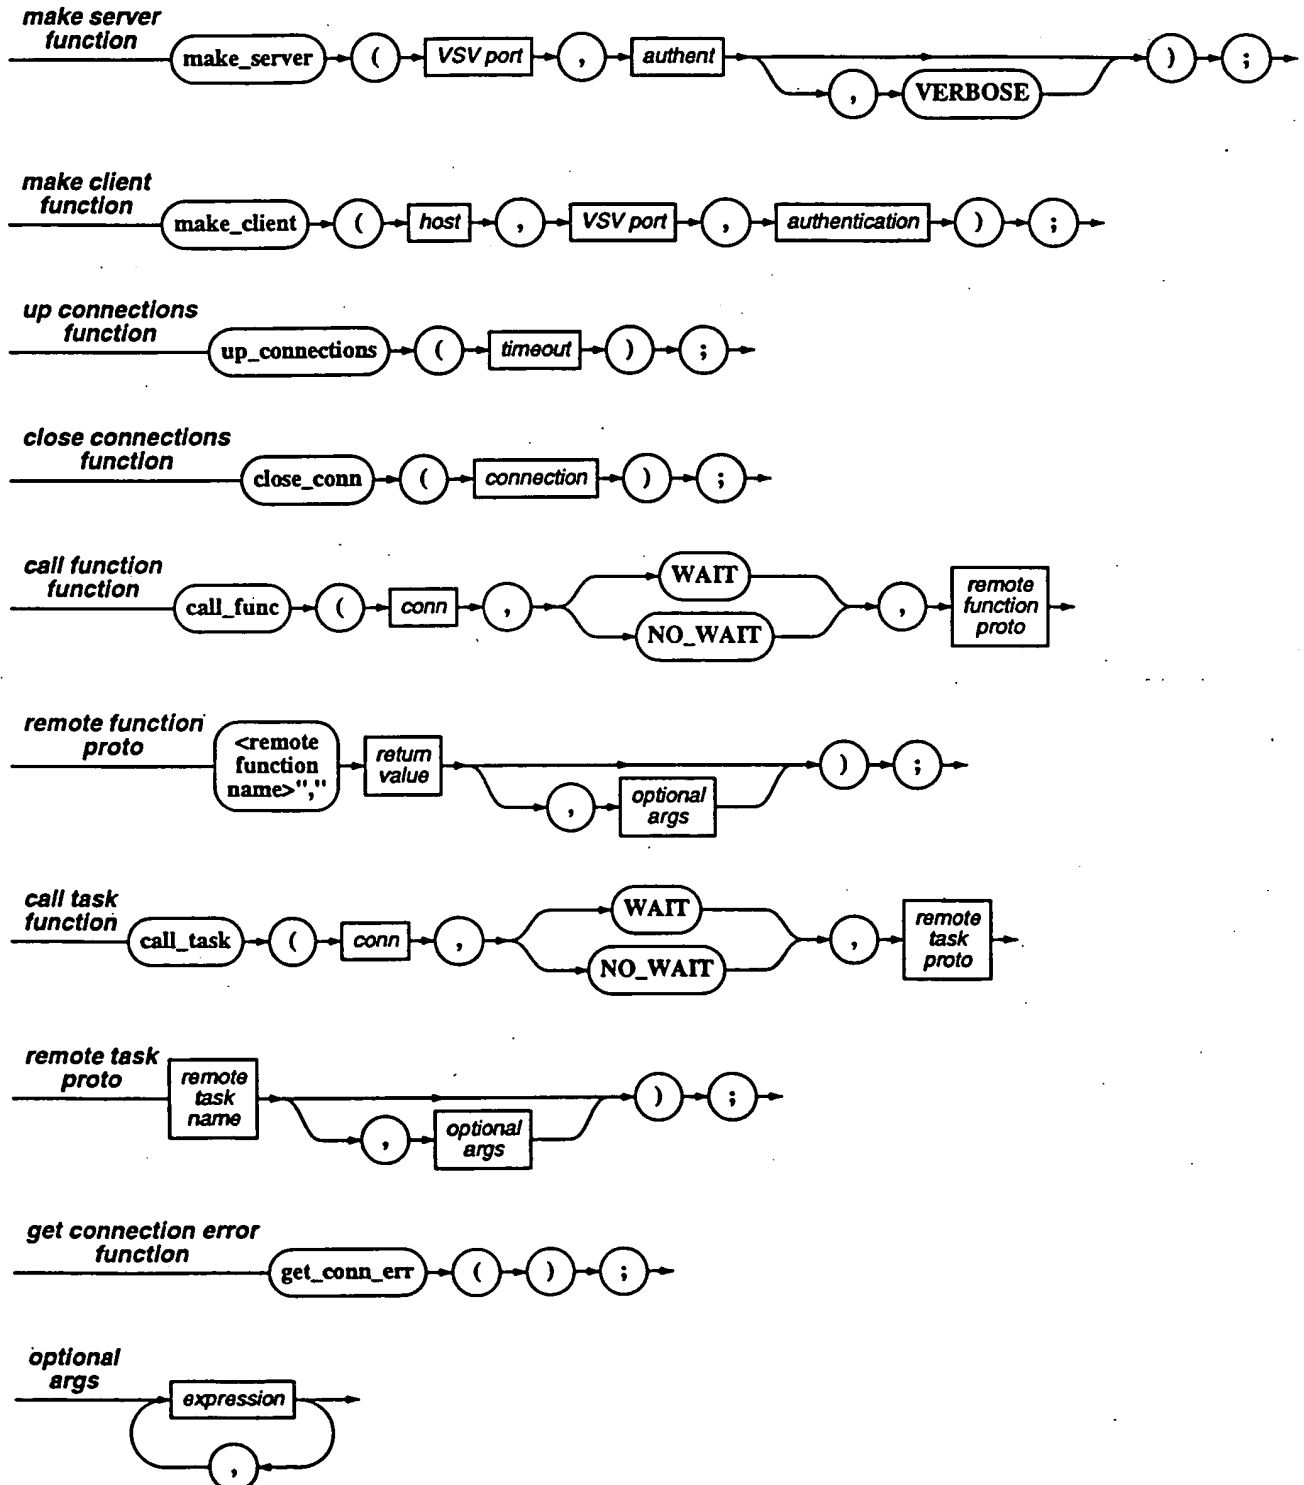 make server
function
make_server ( VSV port , authent ) ;
, VERBOSE
make client
function
make_client ( host , VSV port , authentication ) ;
up connections
function
up_connections ( timeout ) ;
close connections
function
close_conn ( connection ) ;
call function
function
call_func ( conn , WAIT , remote
function
proto
NO_WAIT
remote function
proto
<remote
function
name>","
return
value
) ;
, optional
args
call task
function
call_task ( conn , WAIT , remote
task
proto
NO_WAIT
remote task
proto
remote
task
name
) ;
, optional
args
get connection error
function
get_conn_err ( ) ;
optional
args
expression
,